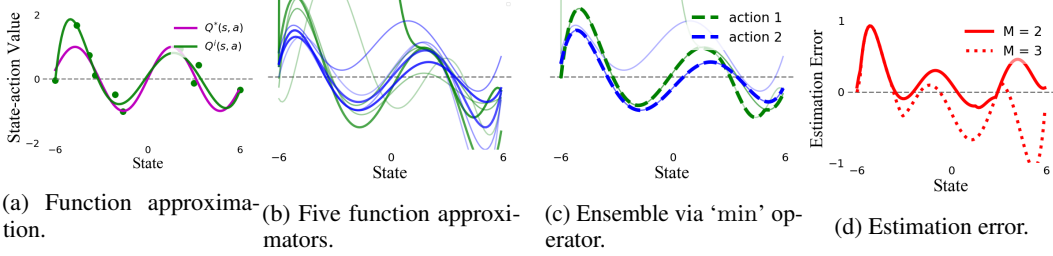 State-action Value
2
0
−2
Q*(s, a)
Q^i(s, a)
−6
0
6
State
(a) Function approxima-
tion.
−6
0
6
State
(b) Five function approxi-
mators.
action 1
action 2
−6
0
6
State
(c) Ensemble via ‘min’ op-
erator.
Estimation Error
1
0
−1
M = 2
M = 3
−6
0
6
State
(d) Estimation error.